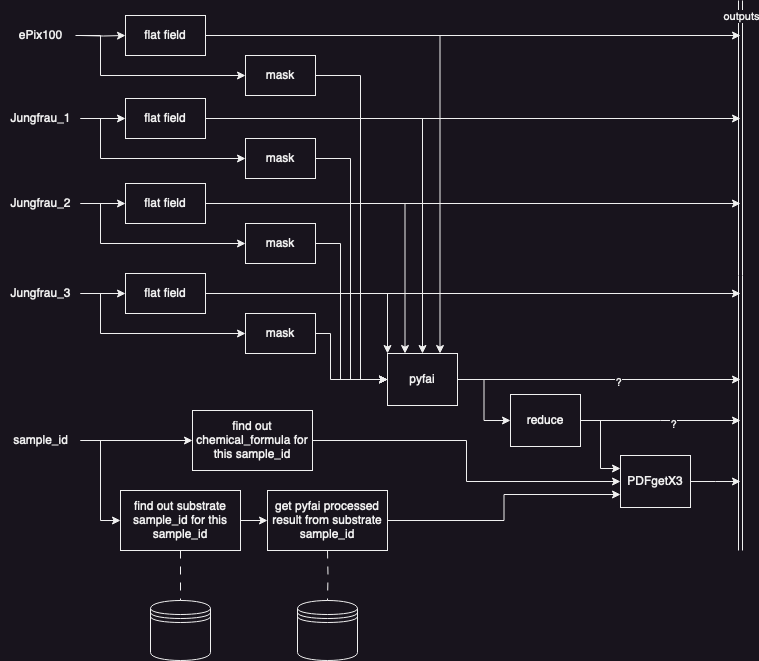 outputs
ePix100
flat field
mask
Jungfrau_1
flat field
mask
Jungfrau_2
flat field
mask
Jungfrau_3
flat field
mask
pyfai
?
reduce
?
sample_id
find out
chemical_formula for
this sample_id
PDFgetX3
find out substrate
sample_id for this
sample_id
get pyfai processed
result from substrate
sample_id